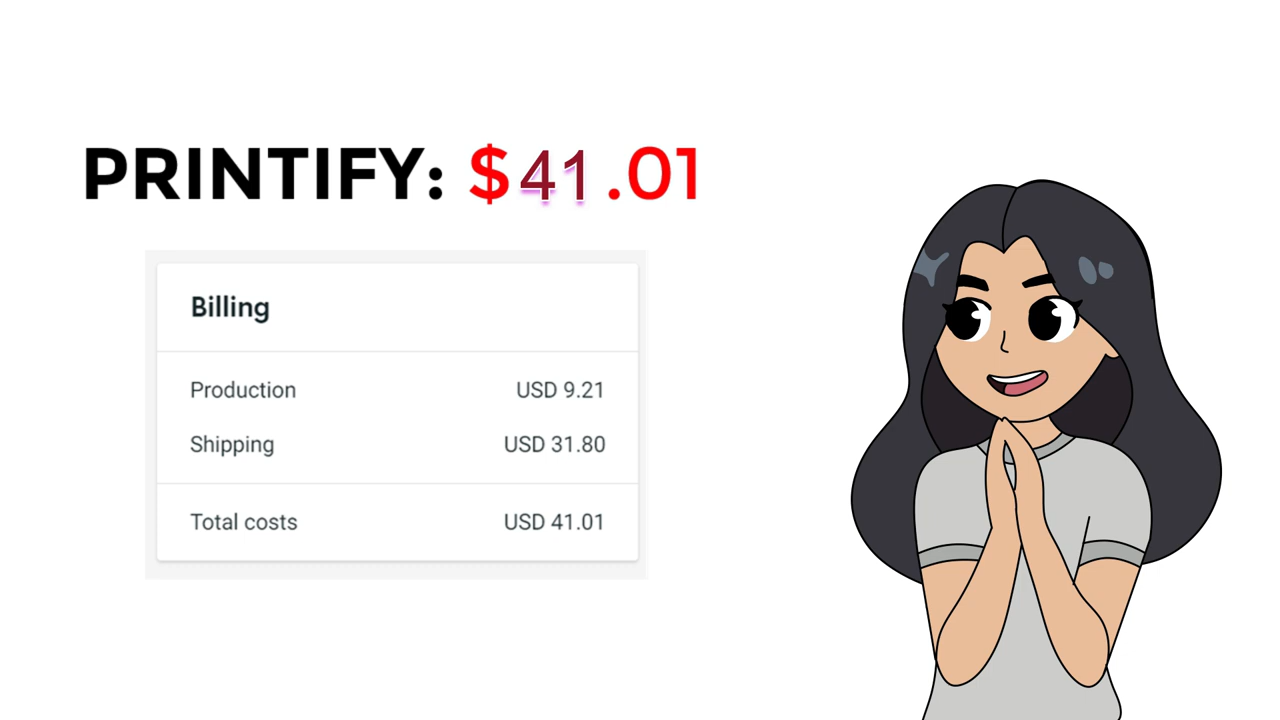 PRINTIFY: $41.01
Billing
Production USD 9.21
Shipping USD 31.80
Total costs USD 41.01